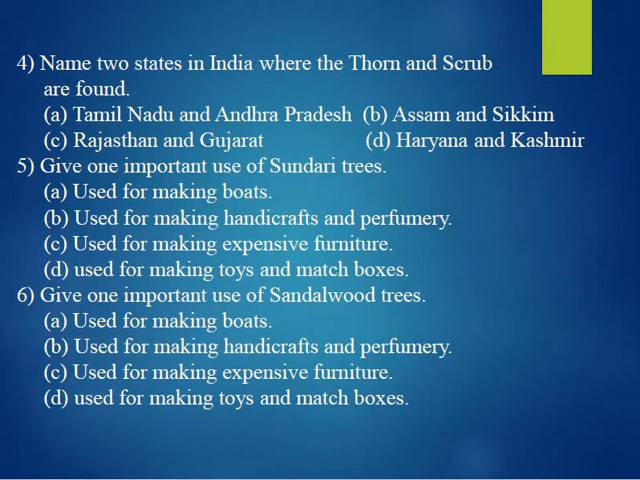 4) Name two states in India where the Thorn and Scrub
are found.
(a) Tamil Nadu and Andhra Pradesh (b) Assam and Sikkim
(c) Rajasthan and Gujarat (d) Haryana and Kashmir
5) Give one important use of Sundari trees.
(a) Used for making boats.
(b) Used for making handicrafts and perfumery.
(c) Used for making expensive furniture.
(d) used for making toys and match boxes.
6) Give one important use of Sandalwood trees.
(a) Used for making boats.
(b) Used for making handicrafts and perfumery.
(c) Used for making expensive furniture.
(d) used for making toys and match boxes.